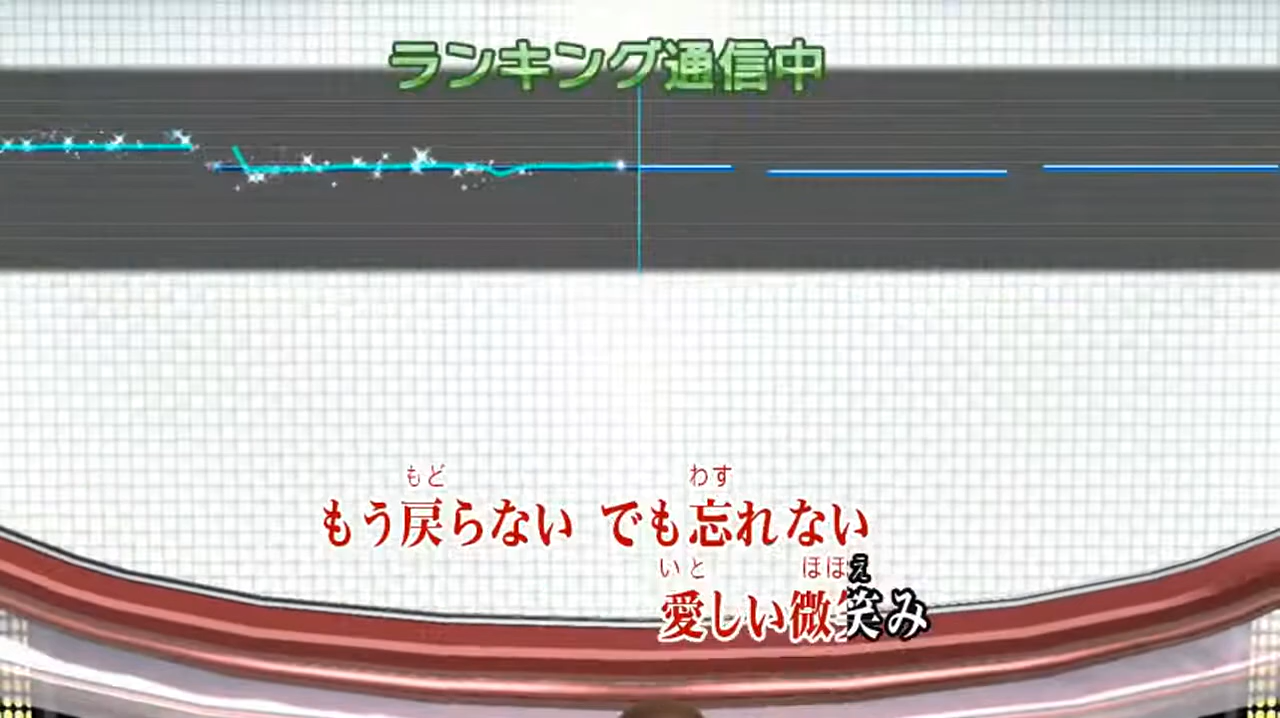 ランキング通信中
もど わす
もう戻らない でも忘れない
いと ほほえ
愛しい微笑み